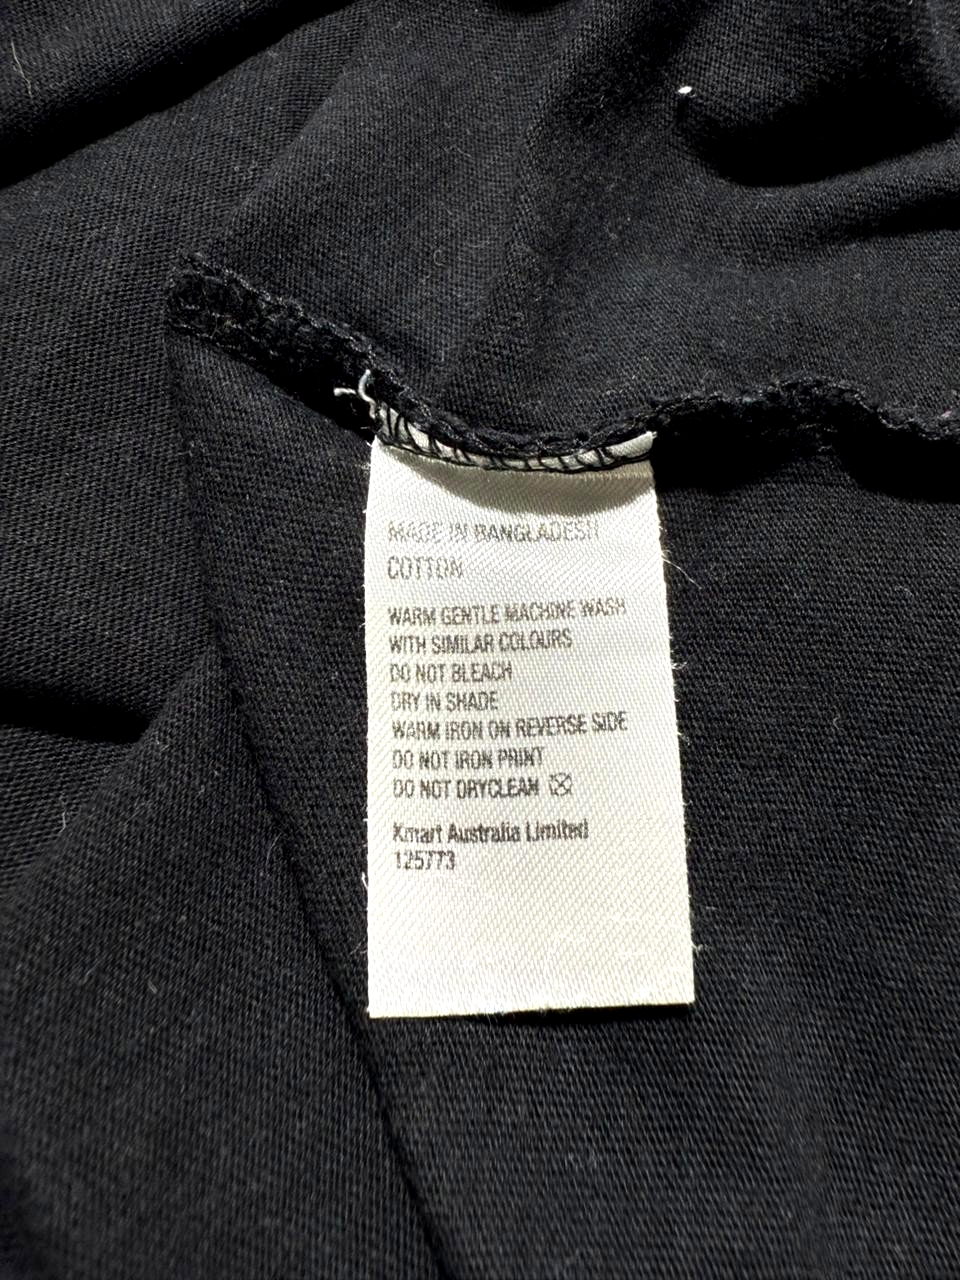 MADE IN BANGLADESH
COTTON
WARM GENTLE MACHINE WASH
WITH SIMILAR COLOURS
DO NOT BLEACH
DRY IN SHADE
WARM IRON ON REVERSE SIDE
DO NOT IRON PRINT
DO NOT DRYCLEAN
Kmart Australia Limited
125773